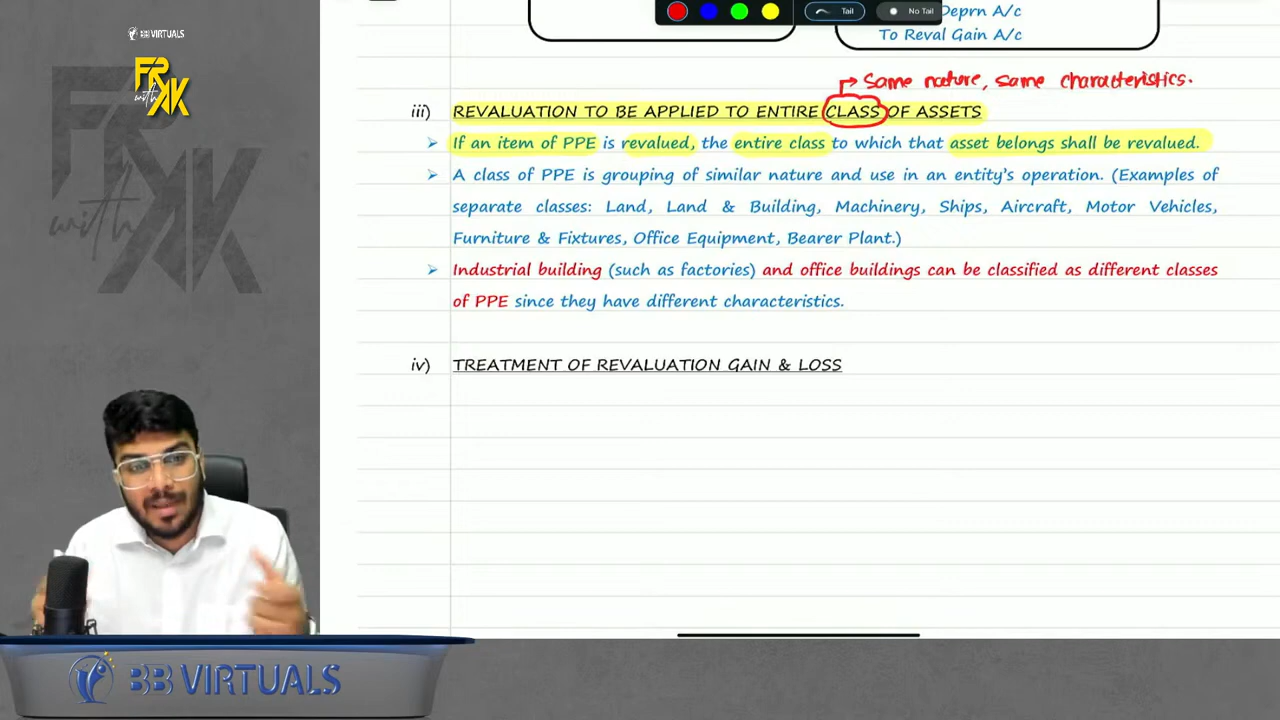 BB VIRTUALS
FR
with
AK
FR
with
AK
Tail
No Tail
Deprn A/c
To Reval Gain A/c
Same nature, same characteristics.
iii) REVALUATION TO BE APPLIED TO ENTIRE CLASS OF ASSETS
➢ If an item of PPE is revalued, the entire class to which that asset belongs shall be revalued.
➢ A class of PPE is grouping of similar nature and use in an entity's operation. (Examples of
separate classes: Land, Land & Building, Machinery, Ships, Aircraft, Motor Vehicles,
Furniture & Fixtures, Office Equipment, Bearer Plant.)
➢ Industrial building (such as factories) and office buildings can be classified as different classes
of PPE since they have different characteristics.
iv) TREATMENT OF REVALUATION GAIN & LOSS
BB VIRTUALS